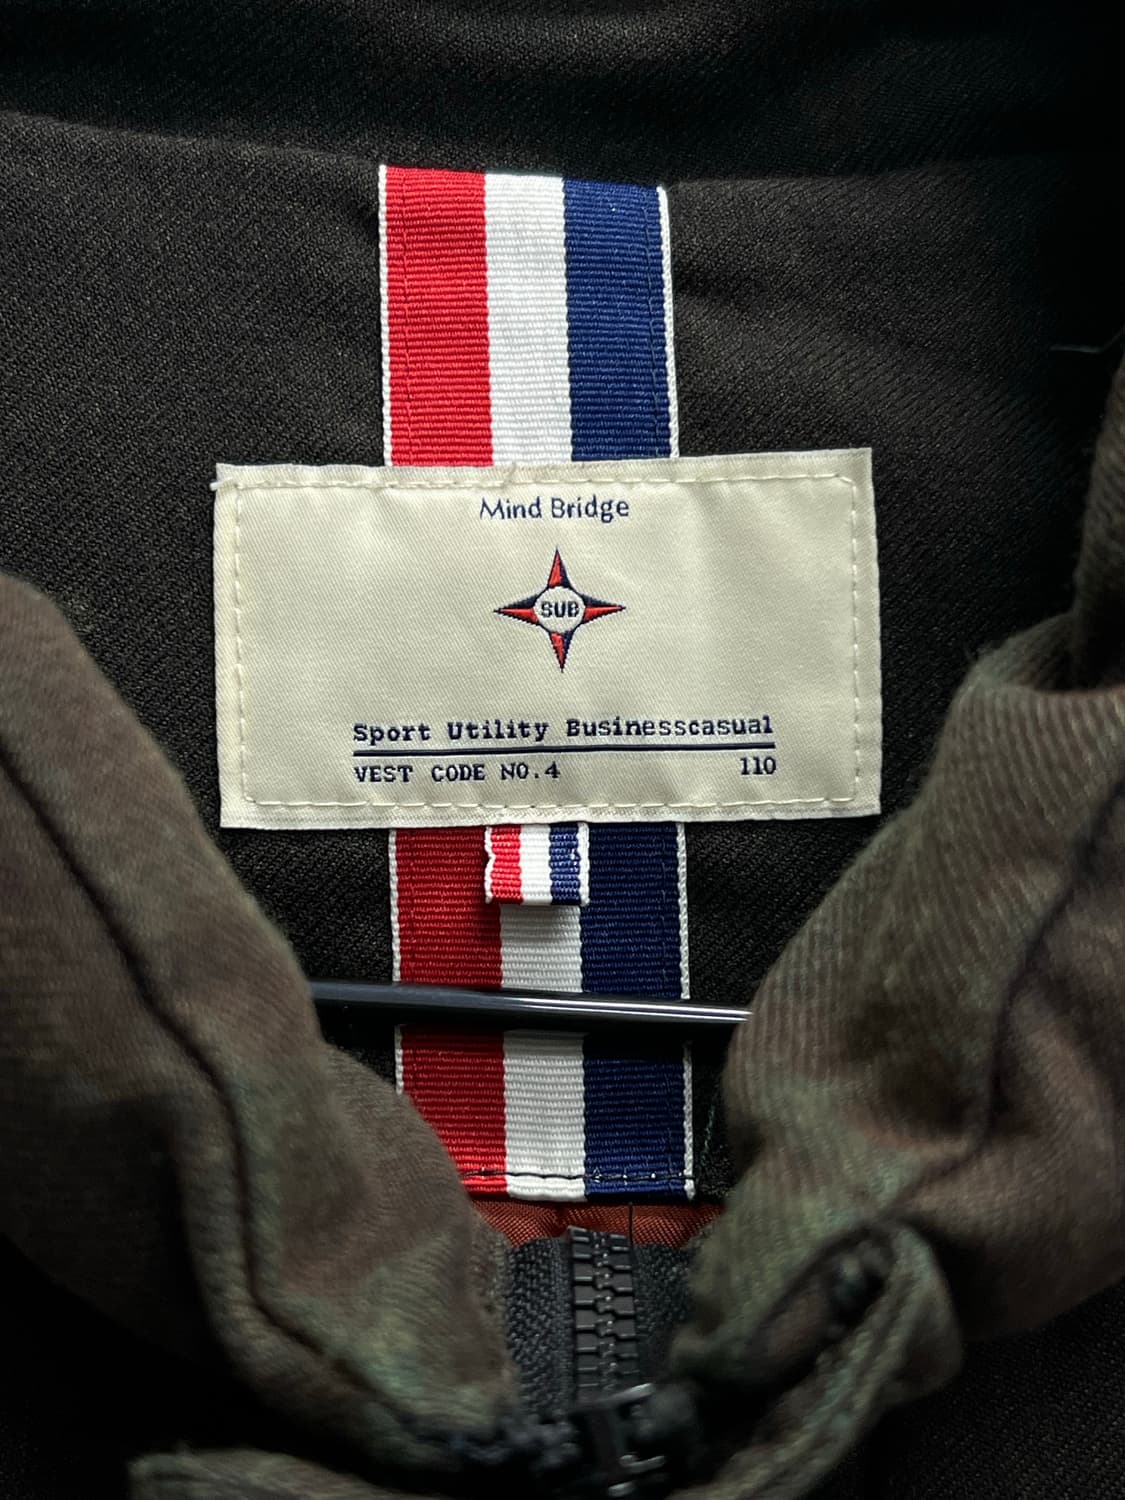 Mind Bridge
SUB
Sport Utility Businesscasual
VEST CODE NO.4 110